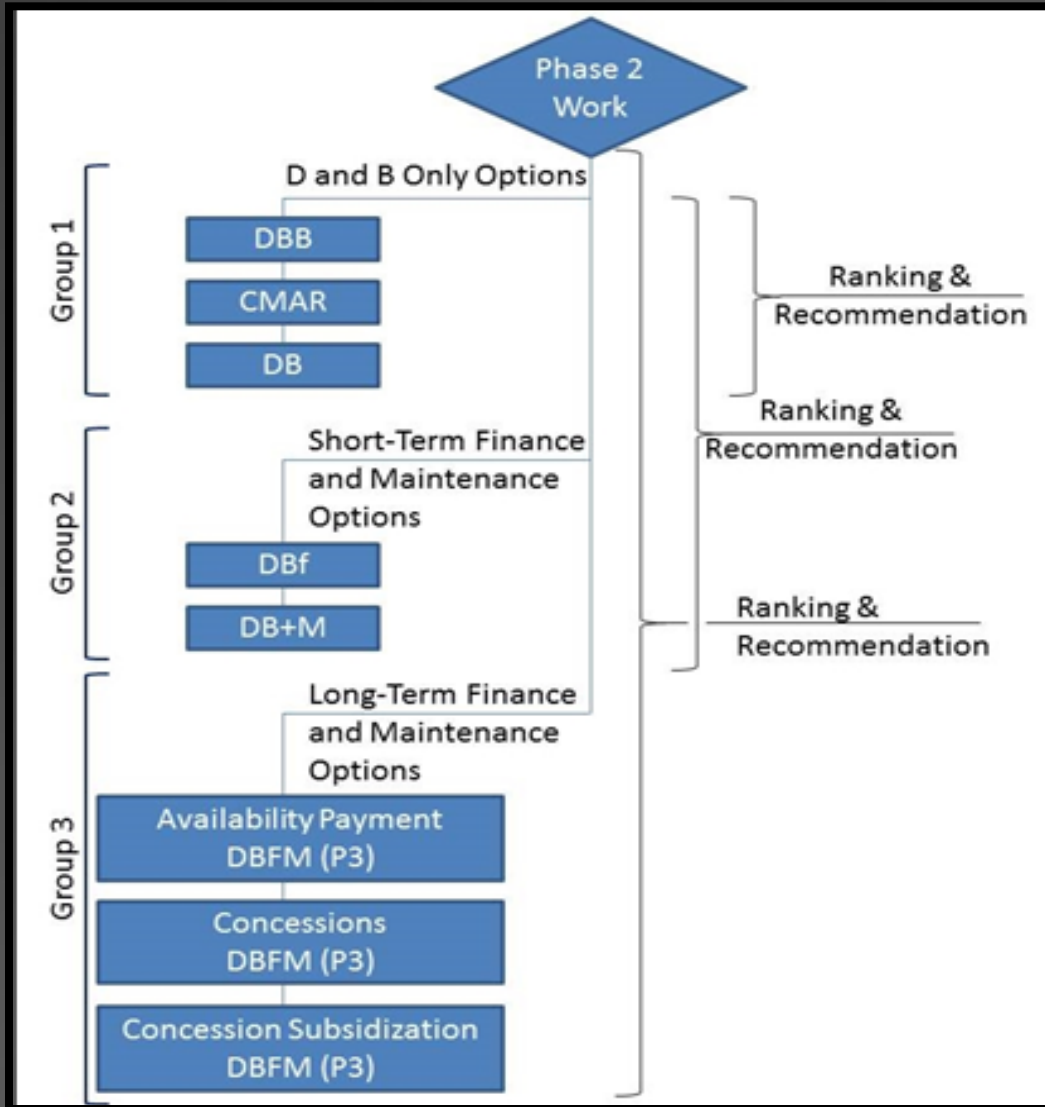 Phase 2
Work
D and B Only Options
Group 1
DBB
CMAR
DB
Ranking &
Recommendation
Ranking &
Recommendation
Short-Term Finance
and Maintenance
Options
Group 2
DBf
DB+M
Ranking &
Recommendation
Long-Term Finance
and Maintenance
Options
Group 3
Availability Payment
DBFM (P3)
Concessions
DBFM (P3)
Concession Subsidization
DBFM (P3)